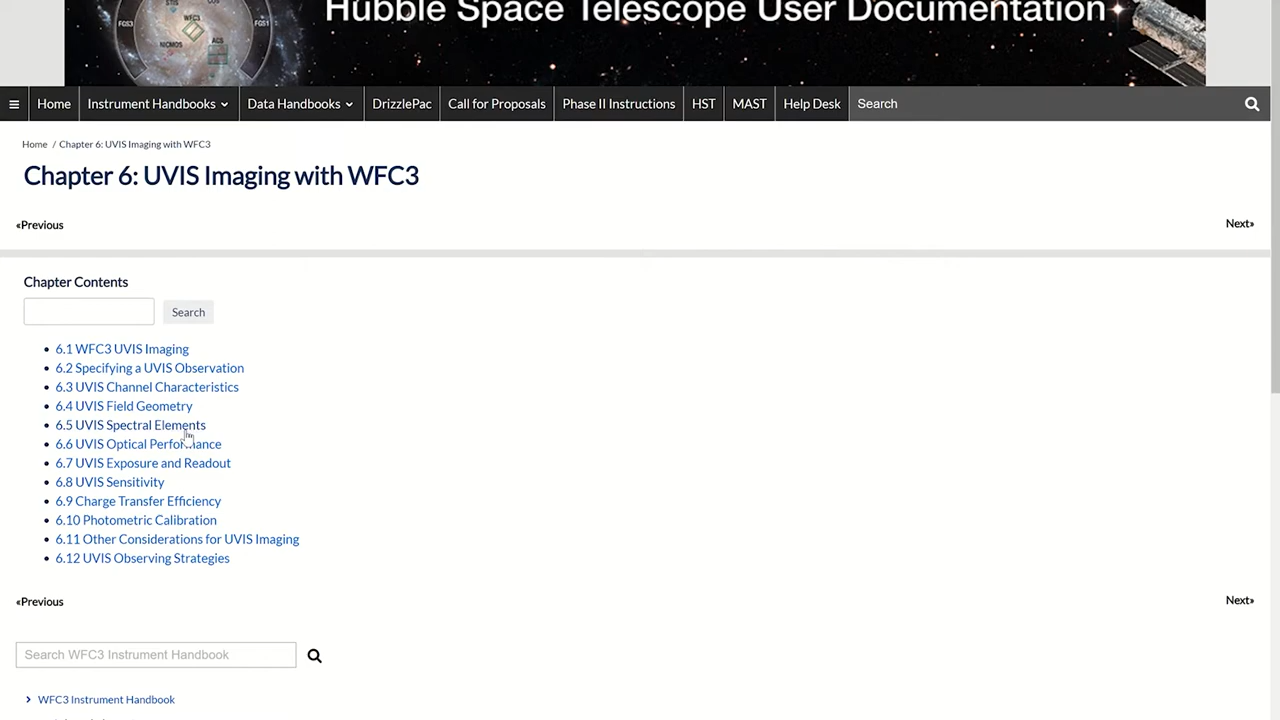 Hubble Space Telescope User Documentation
FGS3
WFC3
FGS1
NICMOS
ACS
Home
Instrument Handbooks
Data Handbooks
DrizzlePac
Call for Proposals
Phase II Instructions
HST
MAST
Help Desk
Search
Home / Chapter 6: UVIS Imaging with WFC3
Chapter 6: UVIS Imaging with WFC3
«Previous
Next»
Chapter Contents
Search
• 6.1 WFC3 UVIS Imaging
• 6.2 Specifying a UVIS Observation
• 6.3 UVIS Channel Characteristics
• 6.4 UVIS Field Geometry
• 6.5 UVIS Spectral Elements
• 6.6 UVIS Optical Performance
• 6.7 UVIS Exposure and Readout
• 6.8 UVIS Sensitivity
• 6.9 Charge Transfer Efficiency
• 6.10 Photometric Calibration
• 6.11 Other Considerations for UVIS Imaging
• 6.12 UVIS Observing Strategies
«Previous
Next»
Search WFC3 Instrument Handbook
WFC3 Instrument Handbook